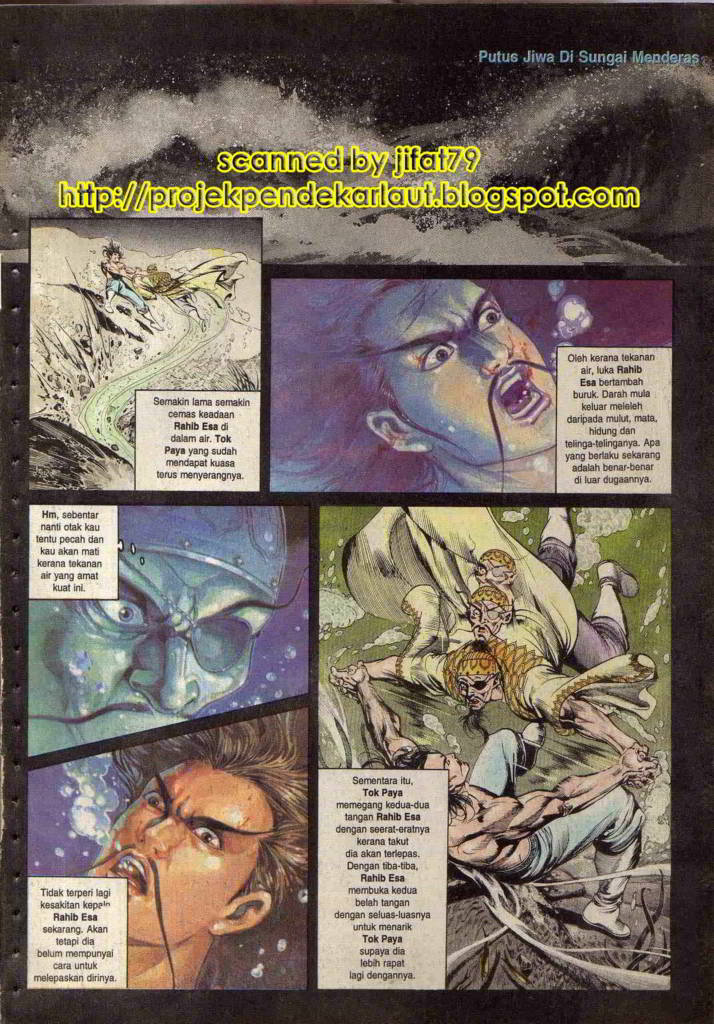 Putus Jiwa Di Sungai Menderas
scanned by jifat79
http://projekpendekarlaut.blogspot.com
Semakin lama semakin
cemas keadaan
Rahib Esa di
dalam air. Tok
Paya yang sudah
mendapat kuasa
terus menyerangnya.
Oleh kerana tekanan
air, luka Rahib
Esa bertambah
buruk. Darah mula
keluar meleleh
daripada mulut, mata,
hidung dan
telinga-telinganya. Apa
yang berlaku sekarang
adalah benar-benar
di luar dugaannya.
Hm, sebentar
nanti otak kau
tentu pecah dan
kau akan mati
kerana tekanan
air yang amat
kuat ini.
Tidak terperi lagi
kesakitan kepala
Rahib Esa
sekarang. Akan
tetapi dia
belum mempunyai
cara untuk
melepaskan dirinya.
Sementara itu,
Tok Paya
memegang kedua-dua
tangan Rahib Esa
dengan seerat-eratnya
kerana takut
dia akan terlepas.
Dengan tiba-tiba,
Rahib Esa
membuka kedua
belah tangan
dengan seluas-luasnya
untuk menarik
Tok Paya
supaya dia
lebih rapat
lagi dengannya.